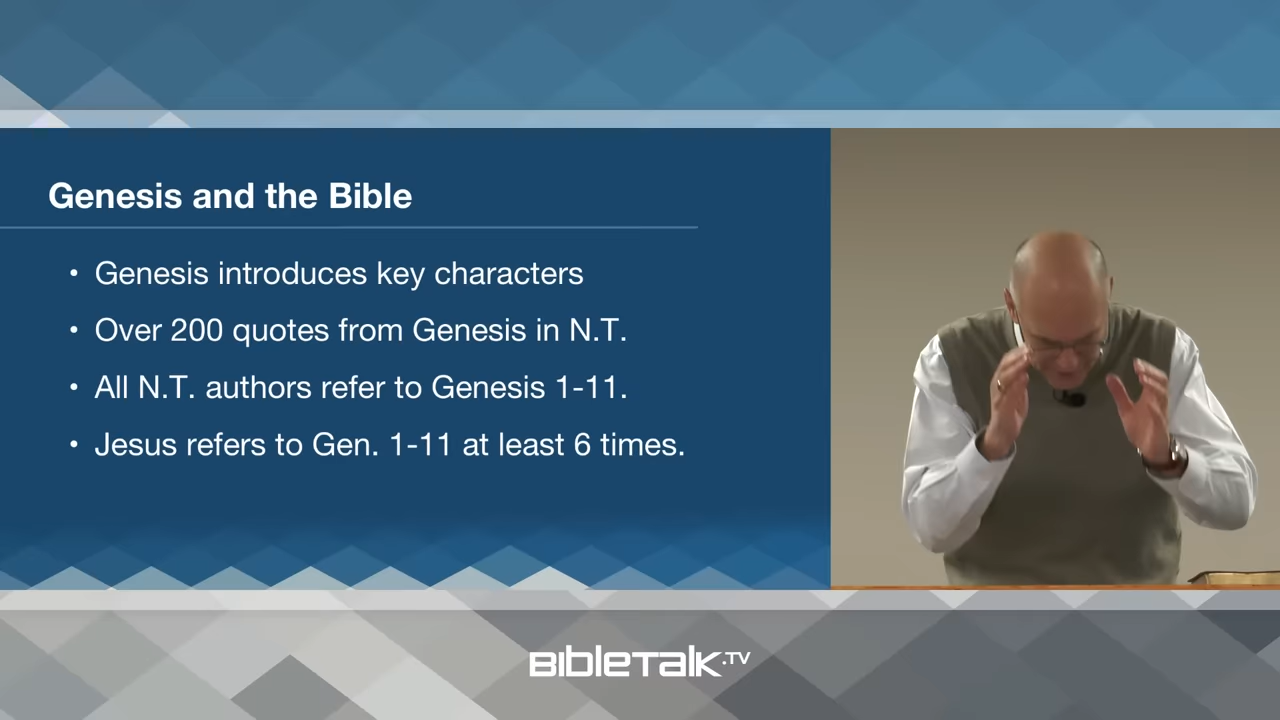 Genesis and the Bible
• Genesis introduces key characters
• Over 200 quotes from Genesis in N.T.
• All N.T. authors refer to Genesis 1-11.
• Jesus refers to Gen. 1-11 at least 6 times.
BIBLETALK.TV